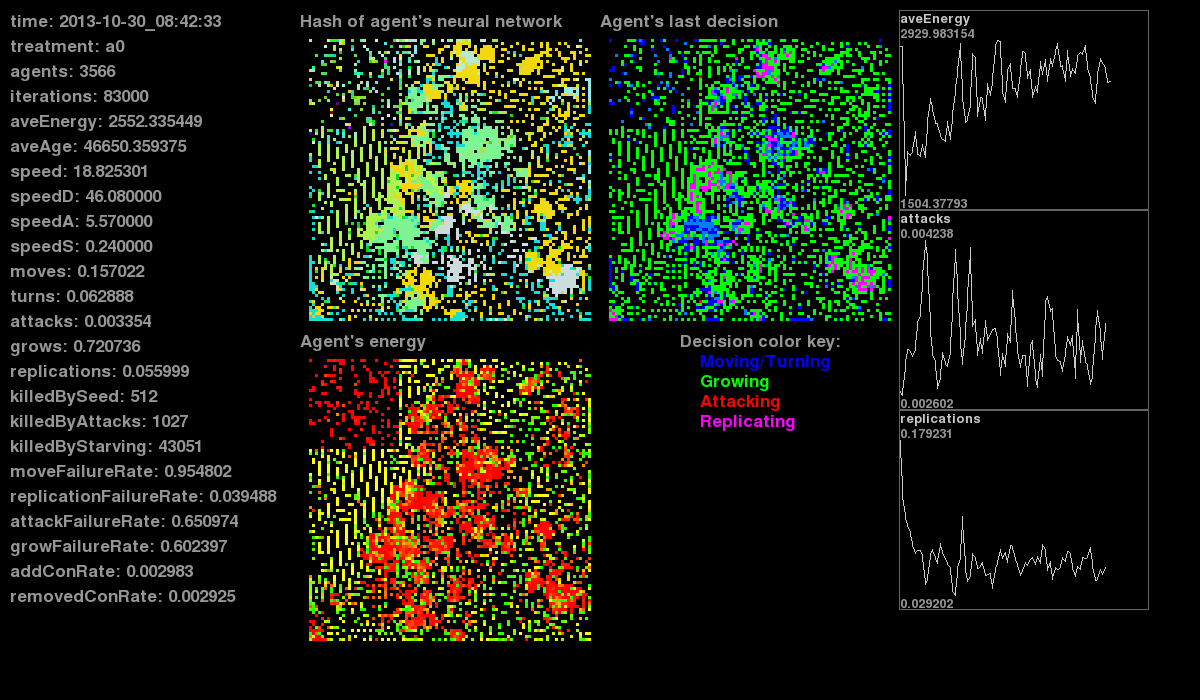 time: 2013-10-30_08:42:33
treatment: a0
agents: 3566
iterations: 83000
aveEnergy: 2552.335449
aveAge: 46650.359375
speed: 18.825301
speedD: 46.080000
speedA: 5.570000
speedS: 0.240000
moves: 0.157022
turns: 0.062888
attacks: 0.003354
grows: 0.720736
replications: 0.055999
killedBySeed: 512
killedByAttacks: 1027
killedByStarving: 43051
moveFailureRate: 0.954802
replicationFailureRate: 0.039488
attackFailureRate: 0.650974
growFailureRate: 0.602397
addConRate: 0.002983
removedConRate: 0.002925
Hash of agent's neural network
Agent's last decision
Agent's energy
Decision color key:
Moving/Turning
Growing
Attacking
Replicating
aveEnergy
2929.983154
1504.37793
attacks
0.004238
0.002602
replications
0.179231
0.029202